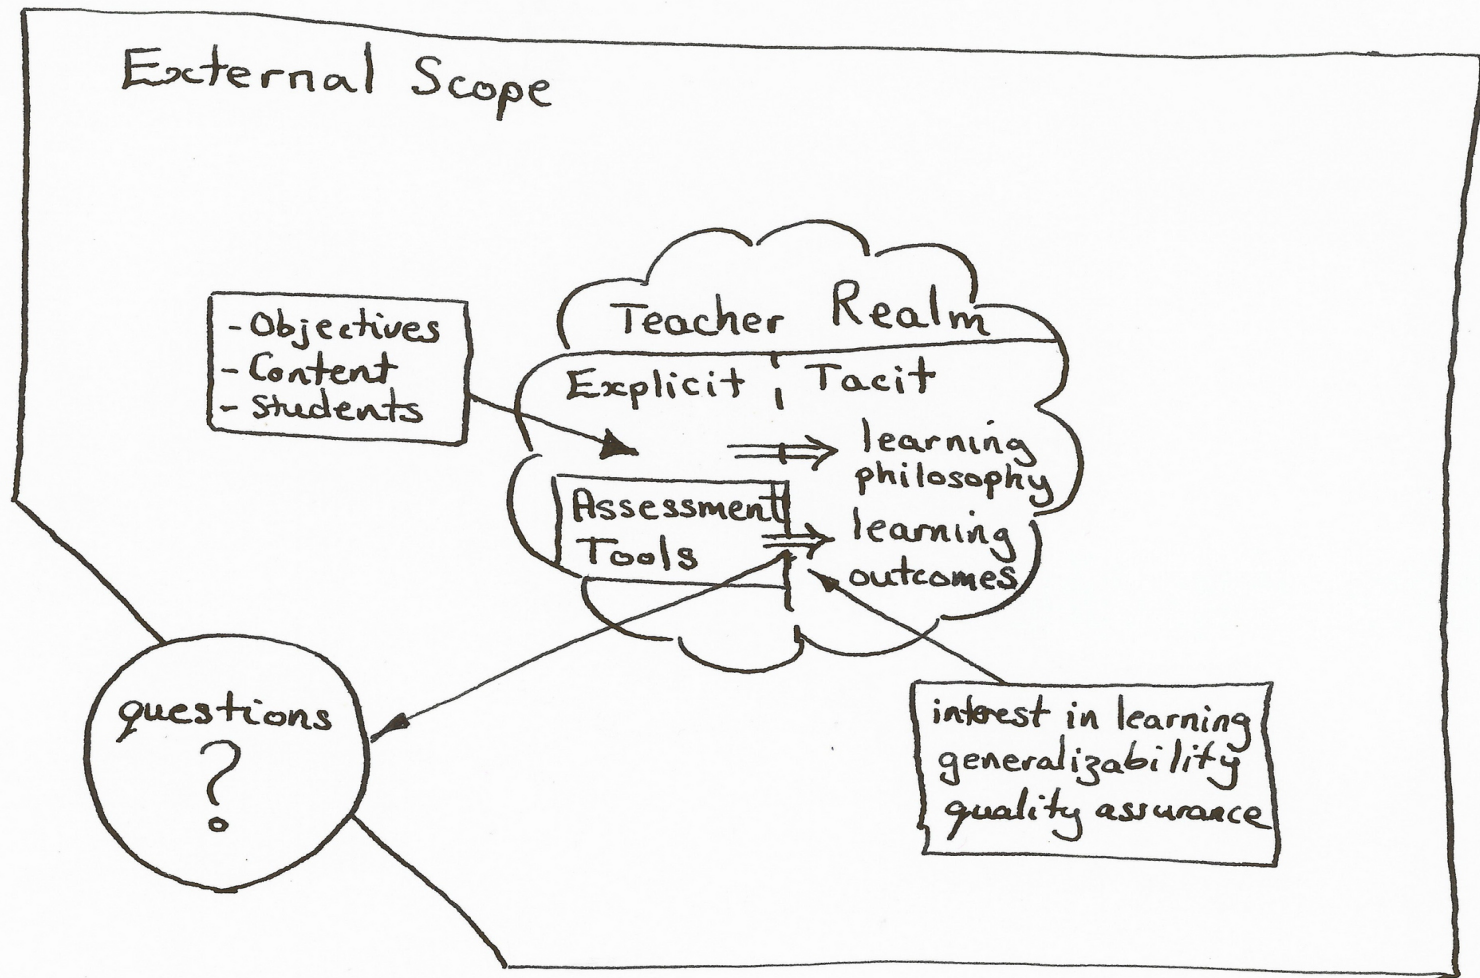 External Scope
Teacher Realm
Explicit Tacit
- Objectives
- Content
- Students
learning
philosophy
Assessment
Tools
learning
outcomes
questions
?
interest in learning
generalizability
quality assurance